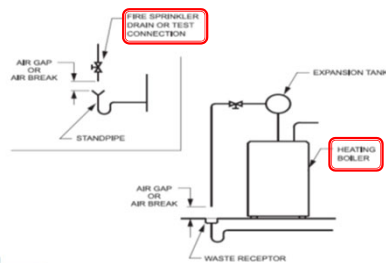 FIRE SPRINKLER
DRAIN OR TEST
CONNECTION
AIR GAP
OR
AIR BREAK
STANDPIPE
EXPANSION TANK
HEATING
BOILER
AIR GAP
OR
AIR BREAK
WASTE RECEPTOR